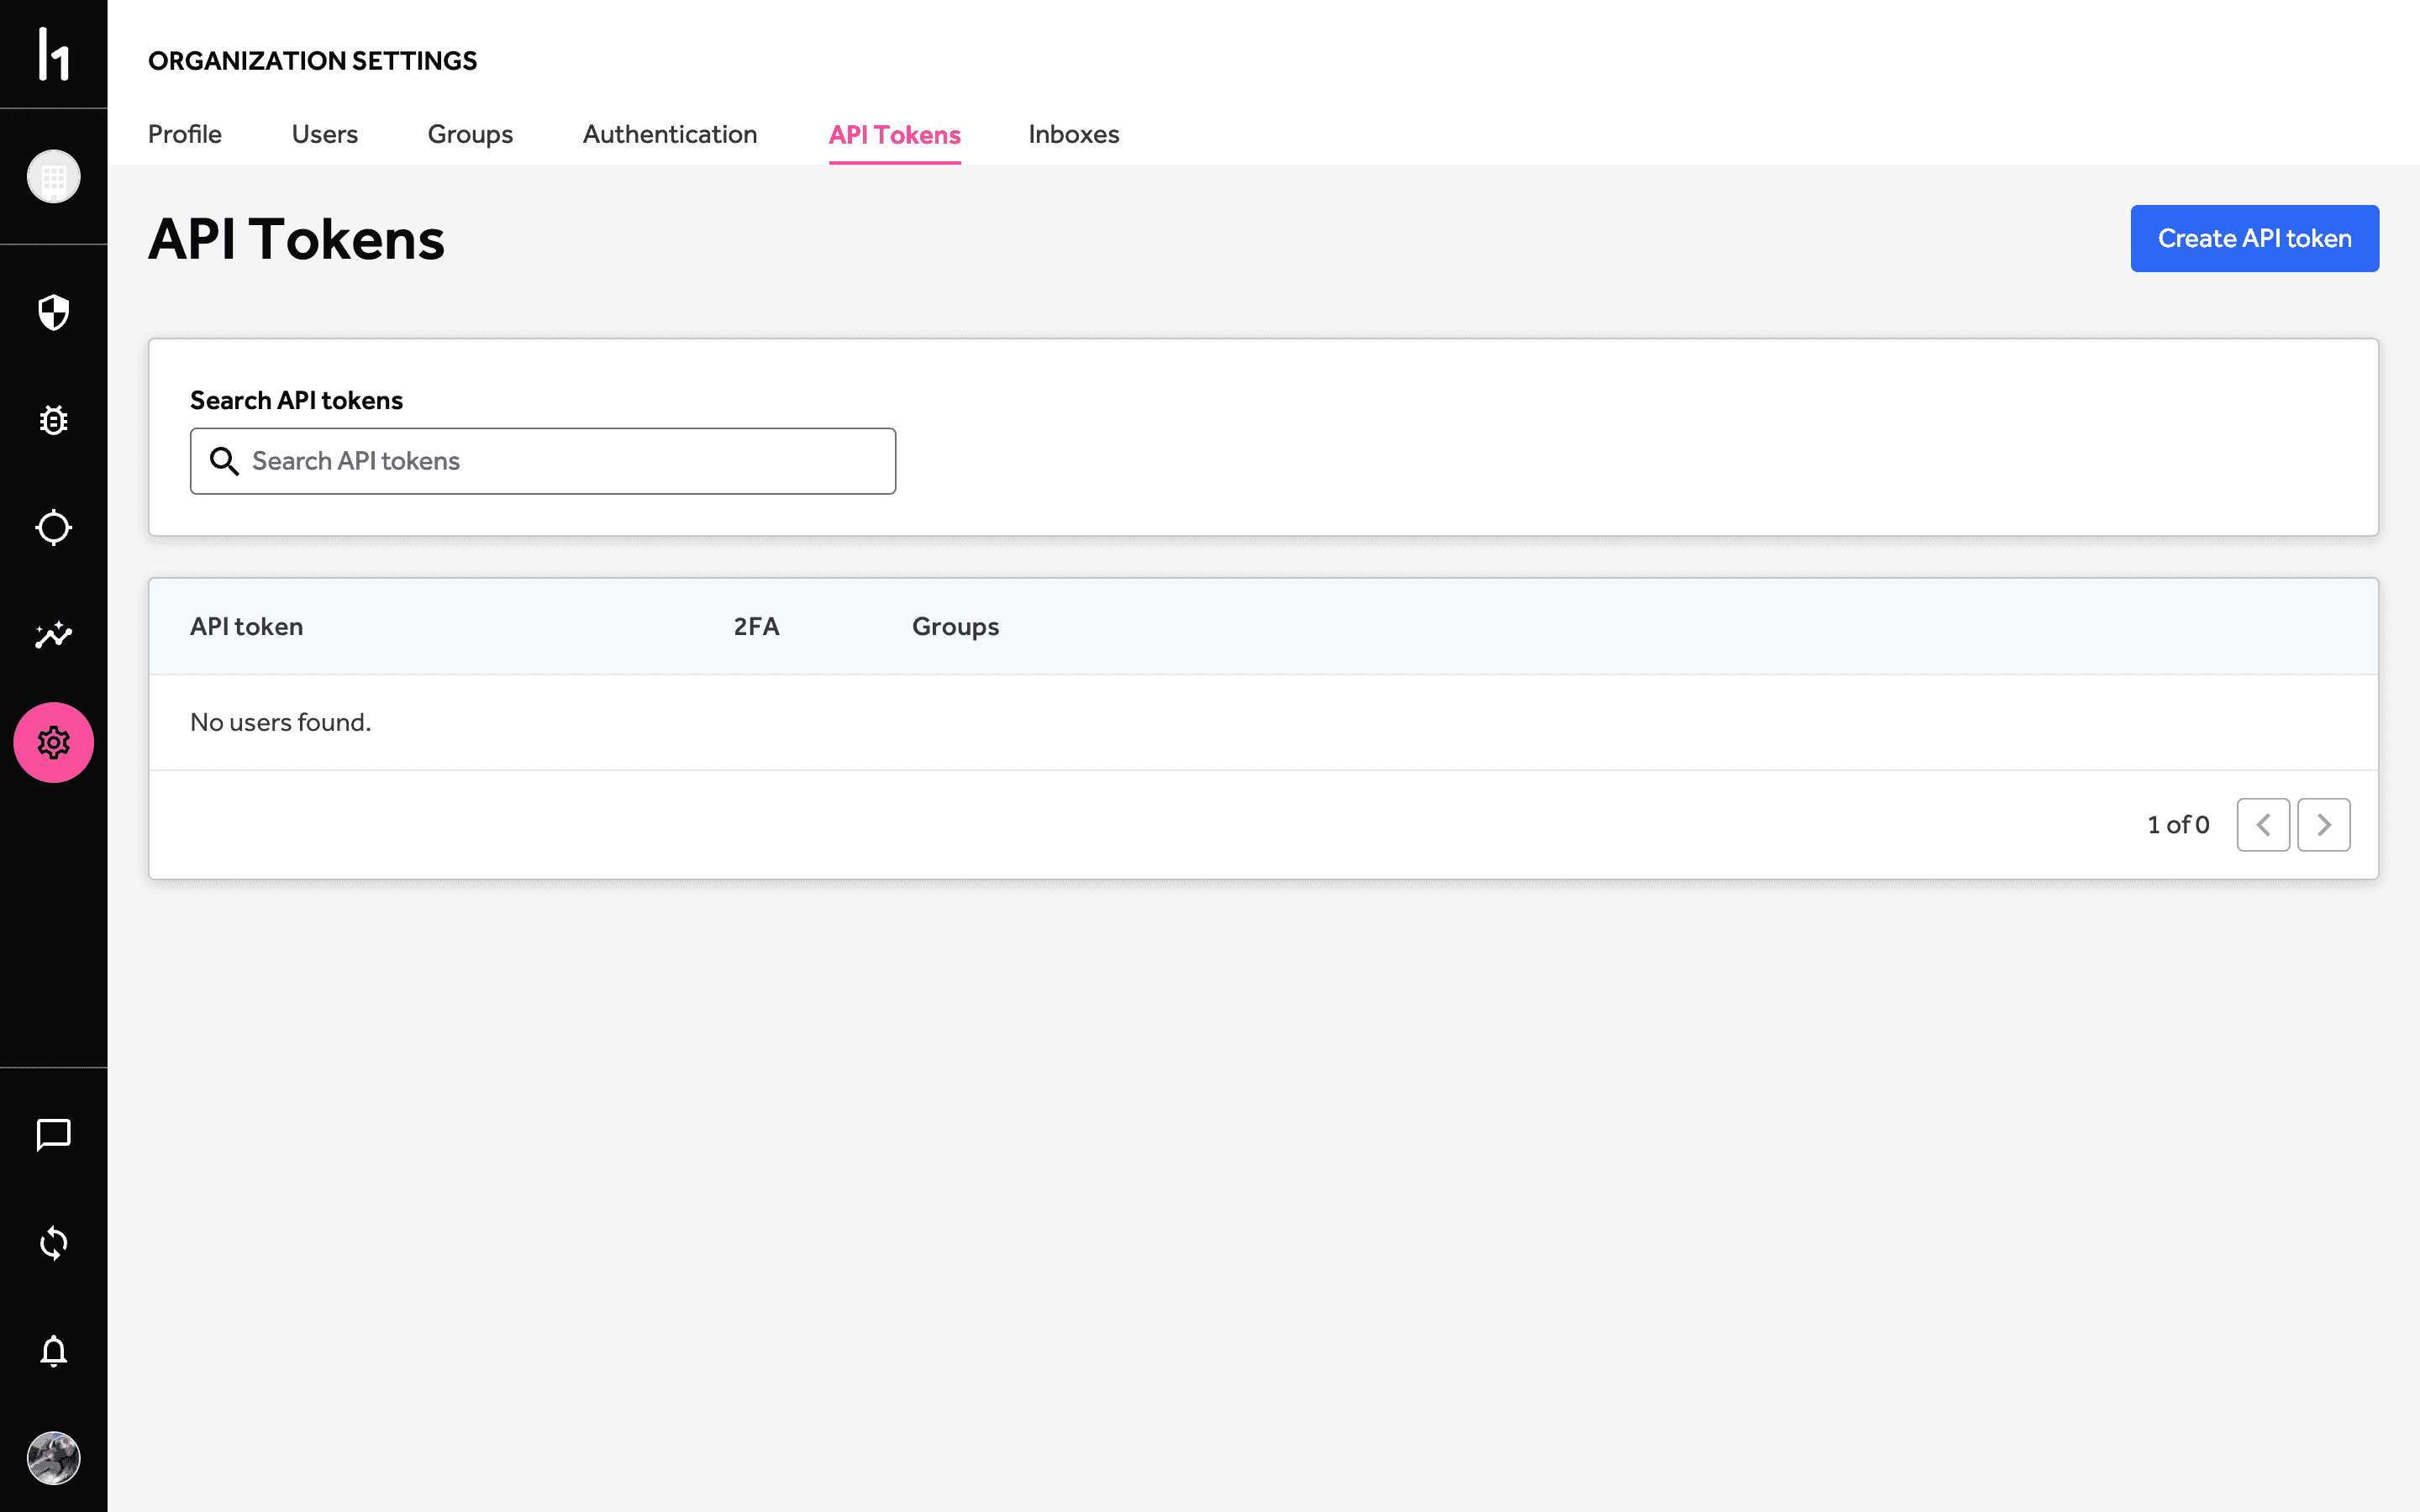 h1
ORGANIZATION SETTINGS
Profile Users Groups Authentication API Tokens Inboxes
API Tokens
Create API token
Search API tokens
Search API tokens
API token 2FA Groups
No users found.
1 of 0